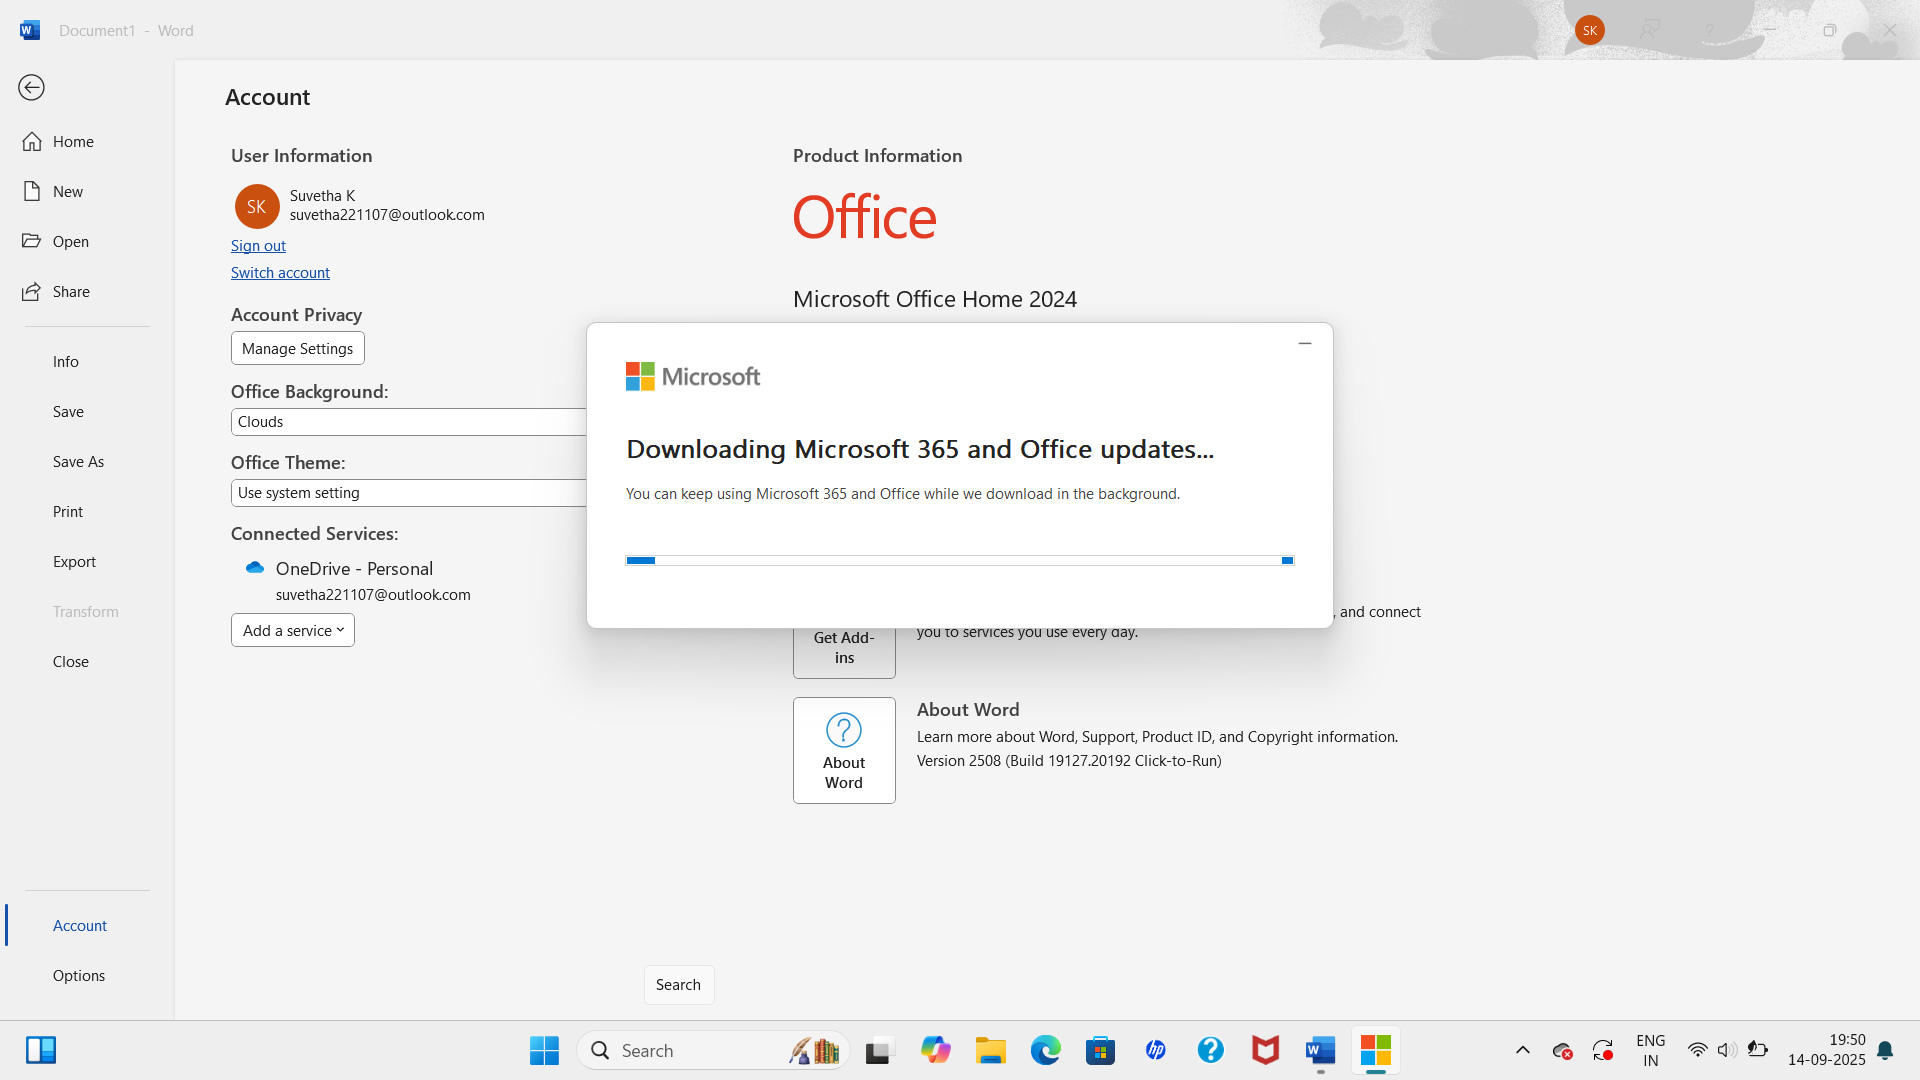 Document1 - Word
SK
Home
New
Open
Share
Info
Save
Save As
Print
Export
Transform
Close
Account
Options
Account
User Information
SK
Suvetha K
suvetha221107@outlook.com
Sign out
Switch account
Account Privacy
Manage Settings
Office Background:
Clouds
Office Theme:
Use system setting
Connected Services:
OneDrive - Personal
suvetha221107@outlook.com
Add a service
Product Information
Office
Microsoft Office Home 2024
Microsoft
Downloading Microsoft 365 and Office updates...
You can keep using Microsoft 365 and Office while we download in the background.
, and connect
you to services you use every day.
Get Add-
ins
About
Word
About Word
Learn more about Word, Support, Product ID, and Copyright information.
Version 2508 (Build 19127.20192 Click-to-Run)
Search
Search
ENG
IN
19:50
14-09-2025